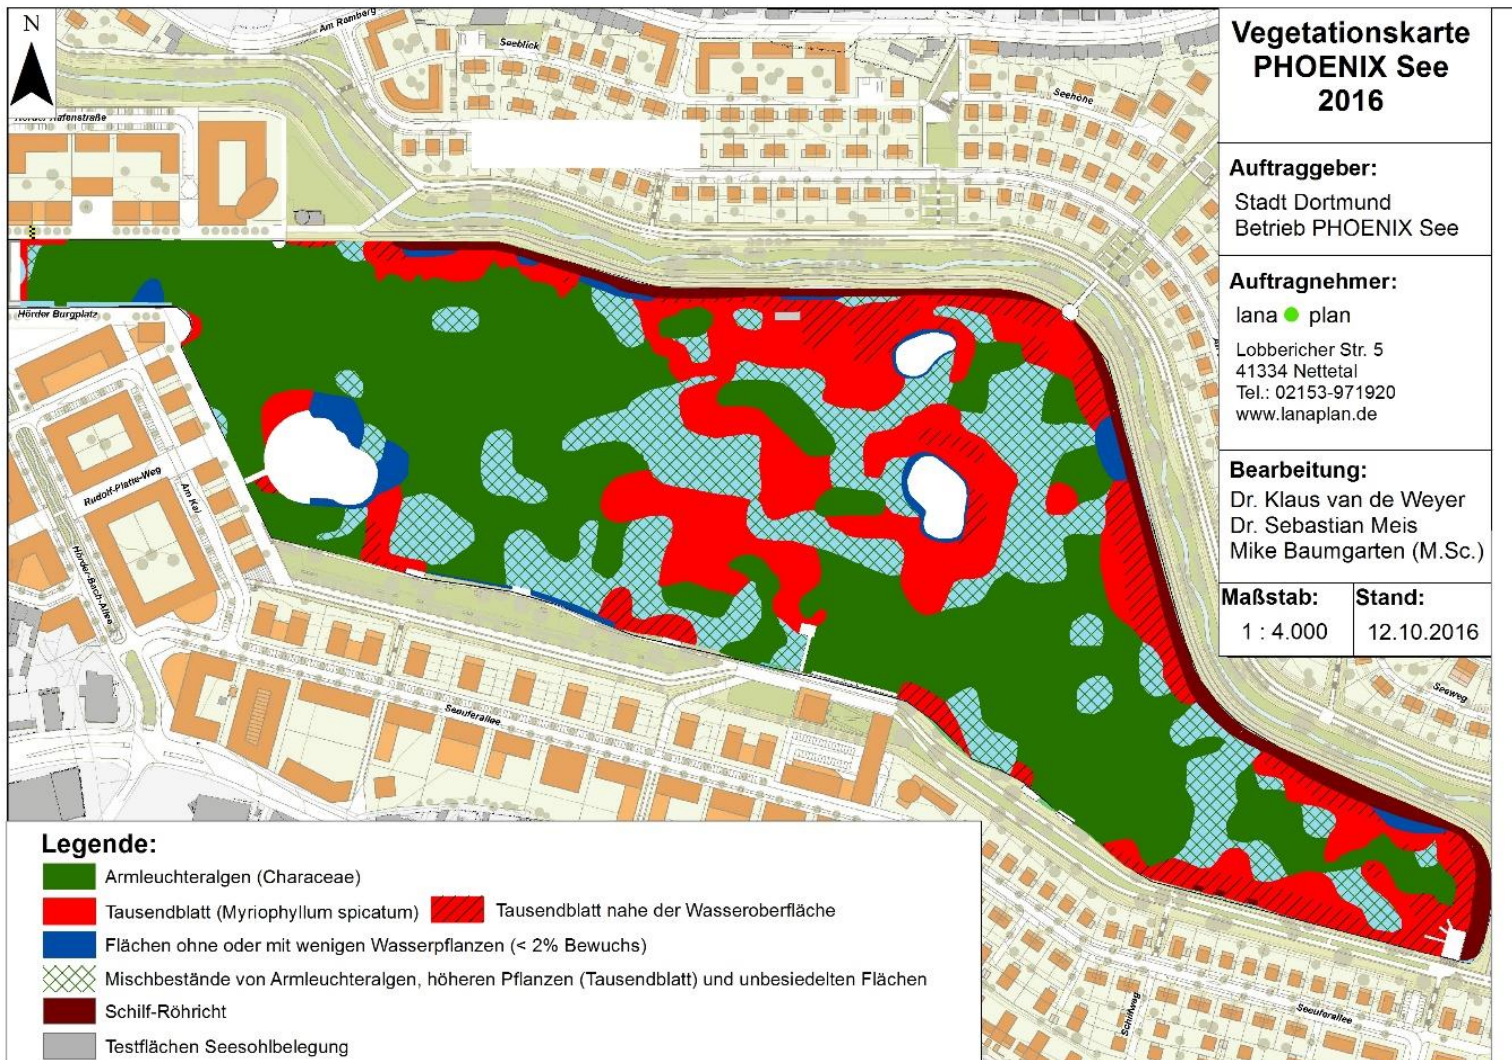 N
Am Remberg
Seeblick
Seehöhe
Hörder Hafenstraße
Hörder Burgplatz
Rudolf-Platte-Weg
Am Kai
Hörder-Bach-Allee
Seeuferallee
Seeweg
Schilfweg
Seeuferallee
Vegetationskarte
PHOENIX See
2016
Auftraggeber:
Stadt Dortmund
Betrieb PHOENIX See
Auftragnehmer:
lana plan
Lobbericher Str. 5
41334 Nettetal
Tel.: 02153-971920
www.lanaplan.de
Bearbeitung:
Dr. Klaus van de Weyer
Dr. Sebastian Meis
Mike Baumgarten (M.Sc.)
Maßstab:
1 : 4.000
Stand:
12.10.2016
Legende:
Armleuchteralgen (Characeae)
Tausendblatt (Myriophyllum spicatum)
Tausendblatt nahe der Wasseroberfläche
Flächen ohne oder mit wenigen Wasserpflanzen (< 2% Bewuchs)
Mischbestände von Armleuchteralgen, höheren Pflanzen (Tausendblatt) und unbesiedelten Flächen
Schilf-Röhricht
Testflächen Seesohlbelegung